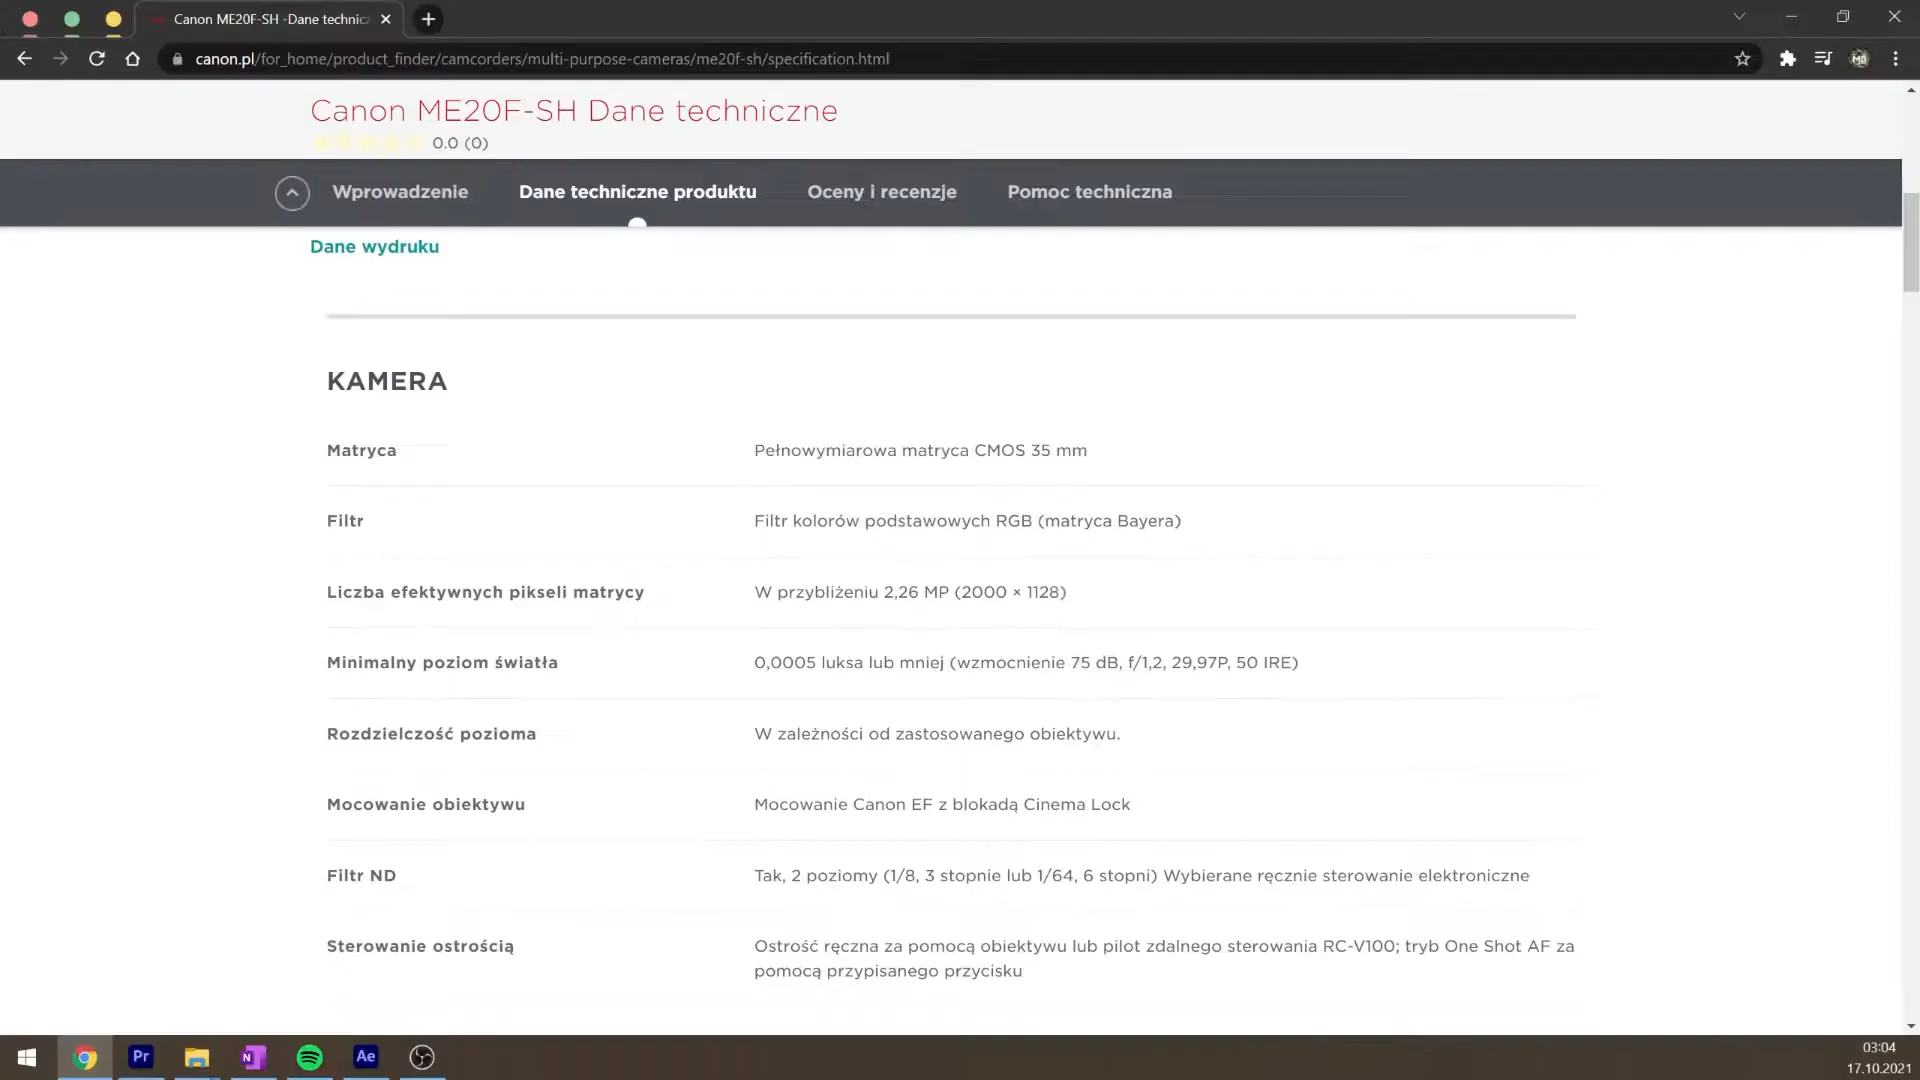 Canon ME20F-SH -Dane technic
canon.pl/for_home/product_finder/camcorders/multi-purpose-cameras/me20f-sh/specification.html
MB
Canon ME20F-SH Dane techniczne
0.0 (0)
Wprowadzenie Dane techniczne produktu Oceny i recenzje Pomoc techniczna
Dane wydruku
KAMERA
Matryca Pełnowymiarowa matryca CMOS 35 mm
Filtr Filtr kolorów podstawowych RGB (matryca Bayera)
Liczba efektywnych pikseli matrycy W przybliżeniu 2,26 MP (2000 × 1128)
Minimalny poziom światła 0,0005 luksa lub mniej (wzmocnienie 75 dB, f/1,2, 29,97P, 50 IRE)
Rozdzielczość pozioma W zależności od zastosowanego obiektywu.
Mocowanie obiektywu Mocowanie Canon EF z blokadą Cinema Lock
Filtr ND Tak, 2 poziomy (1/8, 3 stopnie lub 1/64, 6 stopni) Wybierane ręcznie sterowanie elektroniczne
Sterowanie ostrością Ostrość ręczna za pomocą obiektywu lub pilot zdalnego sterowania RC-V100; tryb One Shot AF za
pomocą przypisanego przycisku
Pr N Ae
03:04
17.10.2021